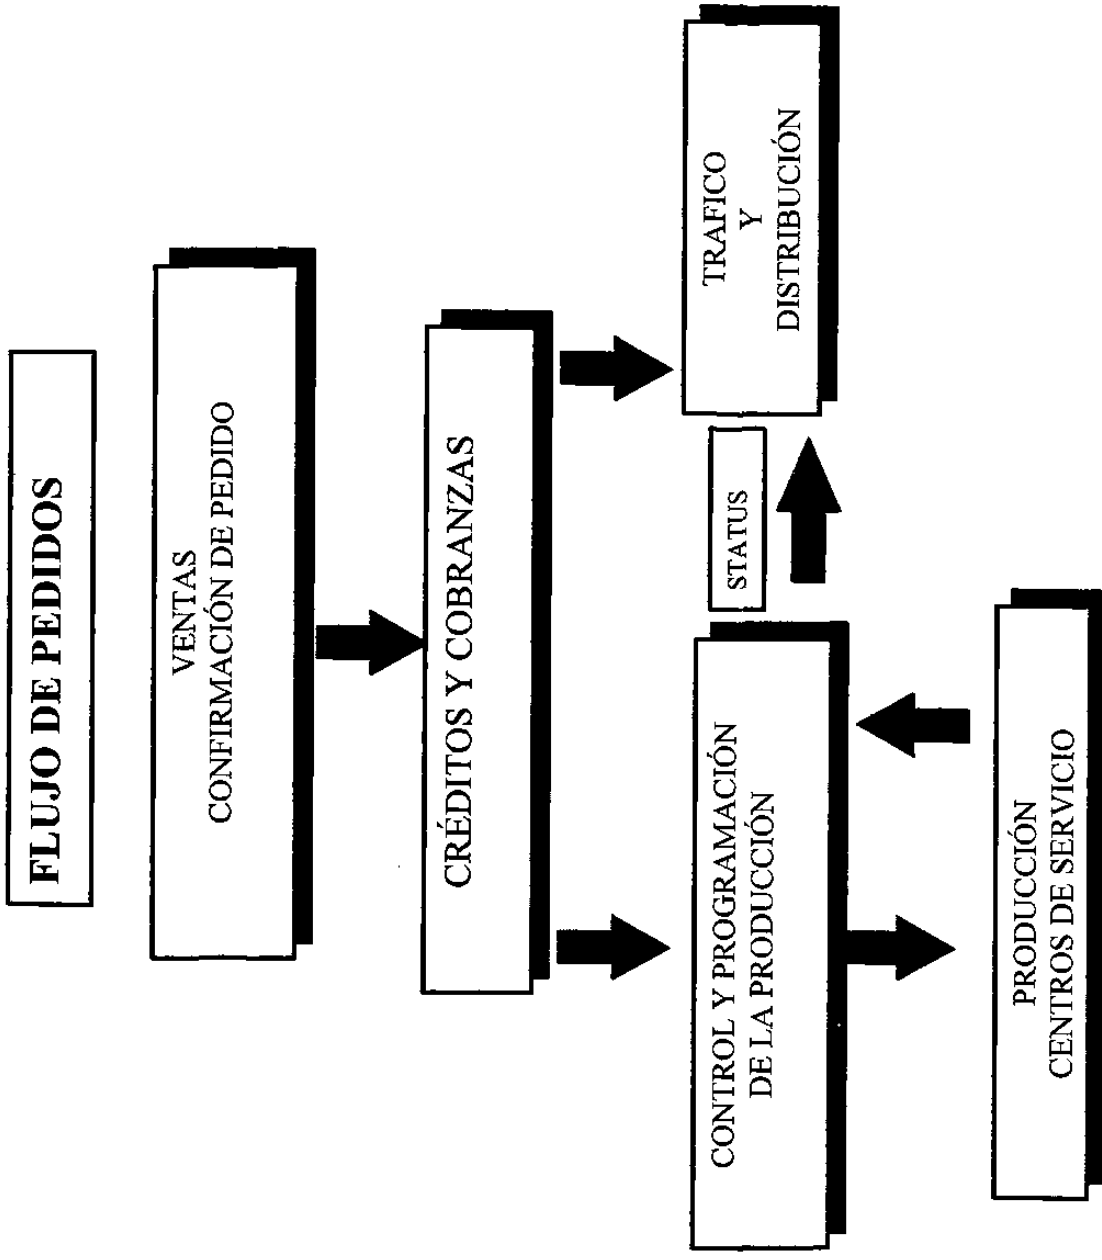 FLUJO DE PEDIDOS
VENTAS
CONFIRMACIÓN DE PEDIDO
CRÉDITOS Y COBRANZAS
CONTROL Y PROGRAMACIÓN
DE LA PRODUCCIÓN
STATUS
TRAFICO
Y
DISTRIBUCIÓN
PRODUCCIÓN
CENTROS DE SERVICIO